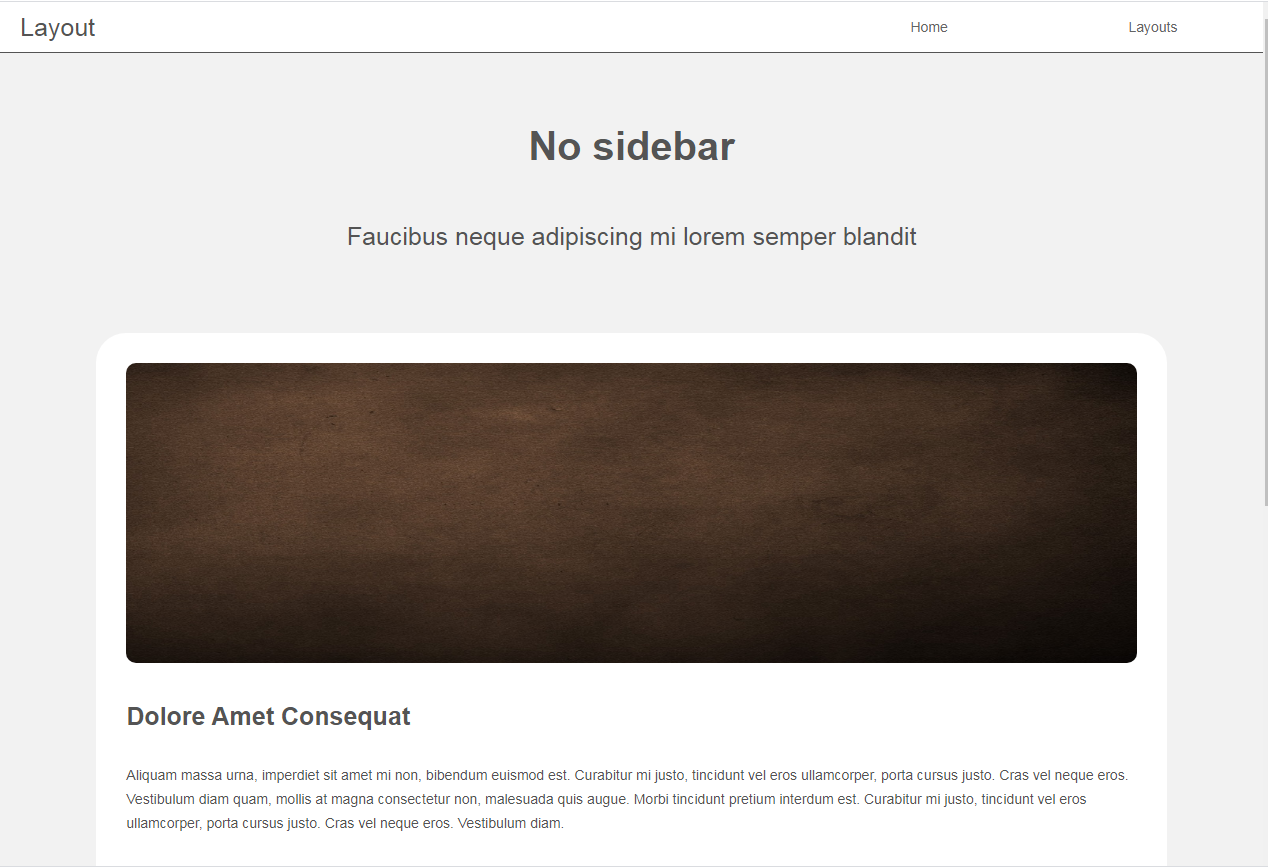 Layout
Home
Layouts
No sidebar
Faucibus neque adipiscing mi lorem semper blandit
Dolore Amet Consequat
Aliquam massa urna, imperdiet sit amet mi non, bibendum euismod est. Curabitur mi justo, tincidunt vel eros ullamcorper, porta cursus justo. Cras vel neque eros.
Vestibulum diam quam, mollis at magna consectetur non, malesuada quis augue. Morbi tincidunt pretium interdum est. Curabitur mi justo, tincidunt vel eros
ullamcorper, porta cursus justo. Cras vel neque eros. Vestibulum diam.